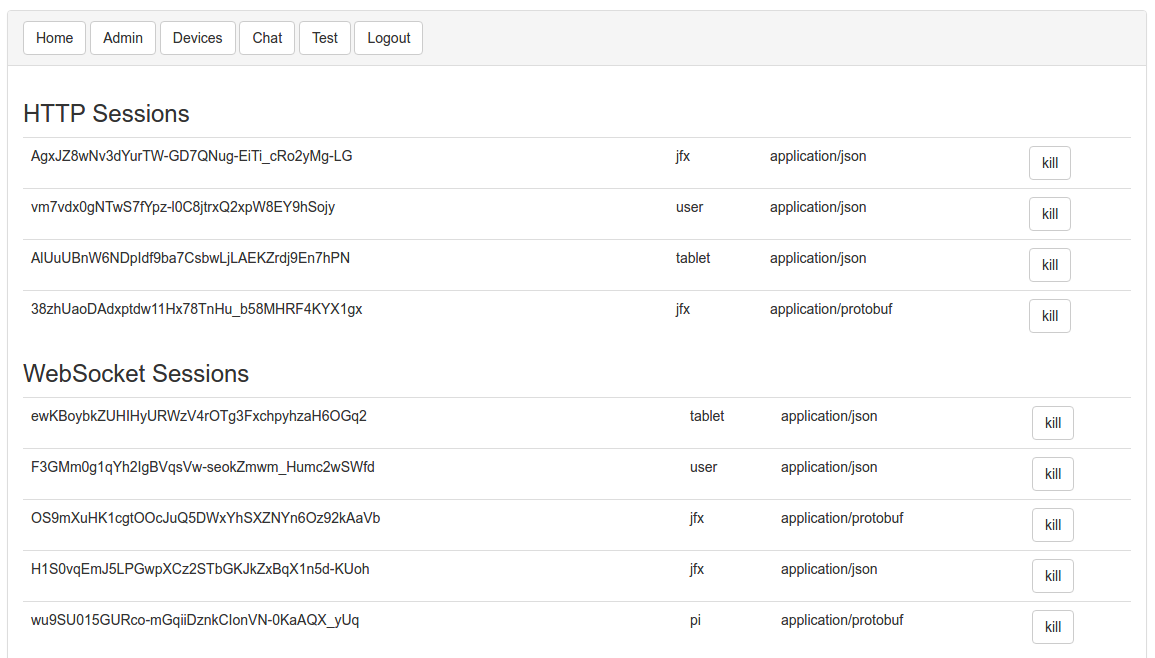 Home Admin Devices Chat Test Logout
HTTP Sessions
AgxJZ8wNv3dYurTW-GD7QNug-EiTi_cRo2yMg-LG jfx application/json kill
vm7vdx0gNTwS7fYpz-l0C8jtrxQ2xpW8EY9hSojy user application/json kill
AlUuUBnW6NDpIdf9ba7CsbwLjLAEKZrdj9En7hPN tablet application/json kill
38zhUaoDAdxptdw11Hx78TnHu_b58MHRF4KYX1gx jfx application/protobuf kill
WebSocket Sessions
ewKBoybkZUHIHyURWzV4rOTg3FxchpyhzaH6OGq2 tablet application/json kill
F3GMm0g1qYh2IgBVqsVw-seokZmwm_Humc2wSWfd user application/json kill
OS9mXuHK1cgtOOcJuQ5DWxYhSXZNYn6Oz92kAaVb jfx application/protobuf kill
H1S0vqEmJ5LPGwpXCz2STbGKJkZxBqX1n5d-KUoh jfx application/json kill
wu9SU015GURco-mGqiiDznkClonVN-0KaAQX_yUq pi application/protobuf kill